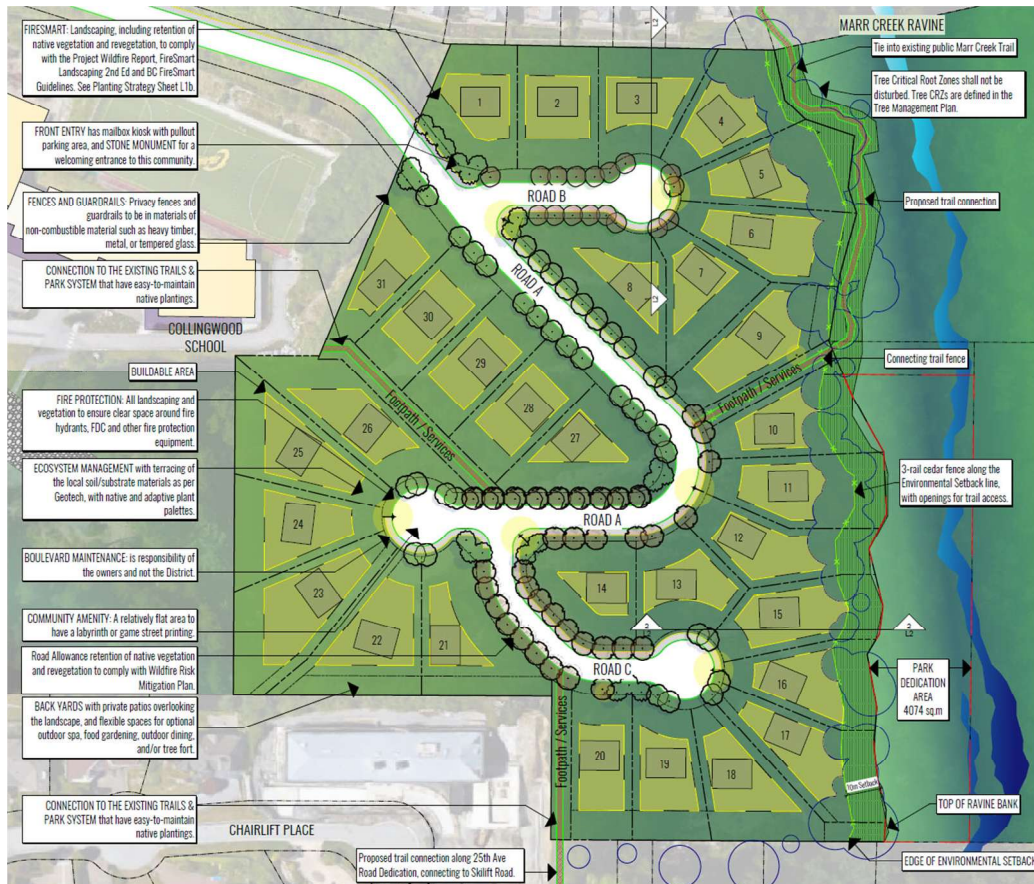 FIRESMART: Landscaping, including retention of
native vegetation and revegetation, to comply
with the Project Wildfire Report, FireSmart
Landscaping 2nd Ed and BC FireSmart
Guidelines. See Planting Strategy Sheet L1b.
FRONT ENTRY has mailbox kiosk with pullout
parking area, and STONE MONUMENT for a
welcoming entrance to this community.
FENCES AND GUARDRAILS: Privacy fences and
guardrails to be in materials of
non-combustible material such as heavy timber,
metal, or tempered glass.
CONNECTION TO THE EXISTING TRAILS &
PARK SYSTEM that have easy-to-maintain
native plantings.
COLLINGWOOD
SCHOOL
BUILDABLE AREA
FIRE PROTECTION: All landscaping and
vegetation to ensure clear space around fire
hydrants, FDC and other fire protection
equipment.
ECOSYSTEM MANAGEMENT with terracing of
the local soil/substrate materials as per
Geotech, with native and adaptive plant
palettes.
BOULEVARD MAINTENANCE: is responsibility of
the owners and not the District.
COMMUNITY AMENITY: A relatively flat area to
have a labyrinth or game street printing.
Road Allowance retention of native vegetation
and revegetation to comply with Wildfire Risk
Mitigation Plan.
BACK YARDS with private patios overlooking
the landscape, and flexible spaces for optional
outdoor spa, food gardening, outdoor dining,
and/or tree fort.
CONNECTION TO THE EXISTING TRAILS &
PARK SYSTEM that have easy-to-maintain
native plantings.
CHAIRLIFT PLACE
Proposed trail connection along 25th Ave
Road Dedication, connecting to Skilift Road.
1
L2
1
2
3
4
5
6
7
8
9
1
L2
ROAD B
ROAD A
31
30
29
28
27
Footpath / Services
Footpath / Services
26
25
24
23
22
21
ROAD A
10
11
12
13
14
15
16
17
18
19
20
ROAD C
2
L2
2
L2
Footpath / Services
MARR CREEK RAVINE
Tie into existing public Marr Creek Trail
Tree Critical Root Zones shall not be
disturbed. Tree CRZs are defined in the
Tree Management Plan.
Proposed trail connection
Connecting trail fence
3-rail cedar fence along the
Environmental Setback line,
with openings for trail access.
PARK
DEDICATION
AREA
4074 sq.m
10m Setback
TOP OF RAVINE BANK
EDGE OF ENVIRONMENTAL SETBACK